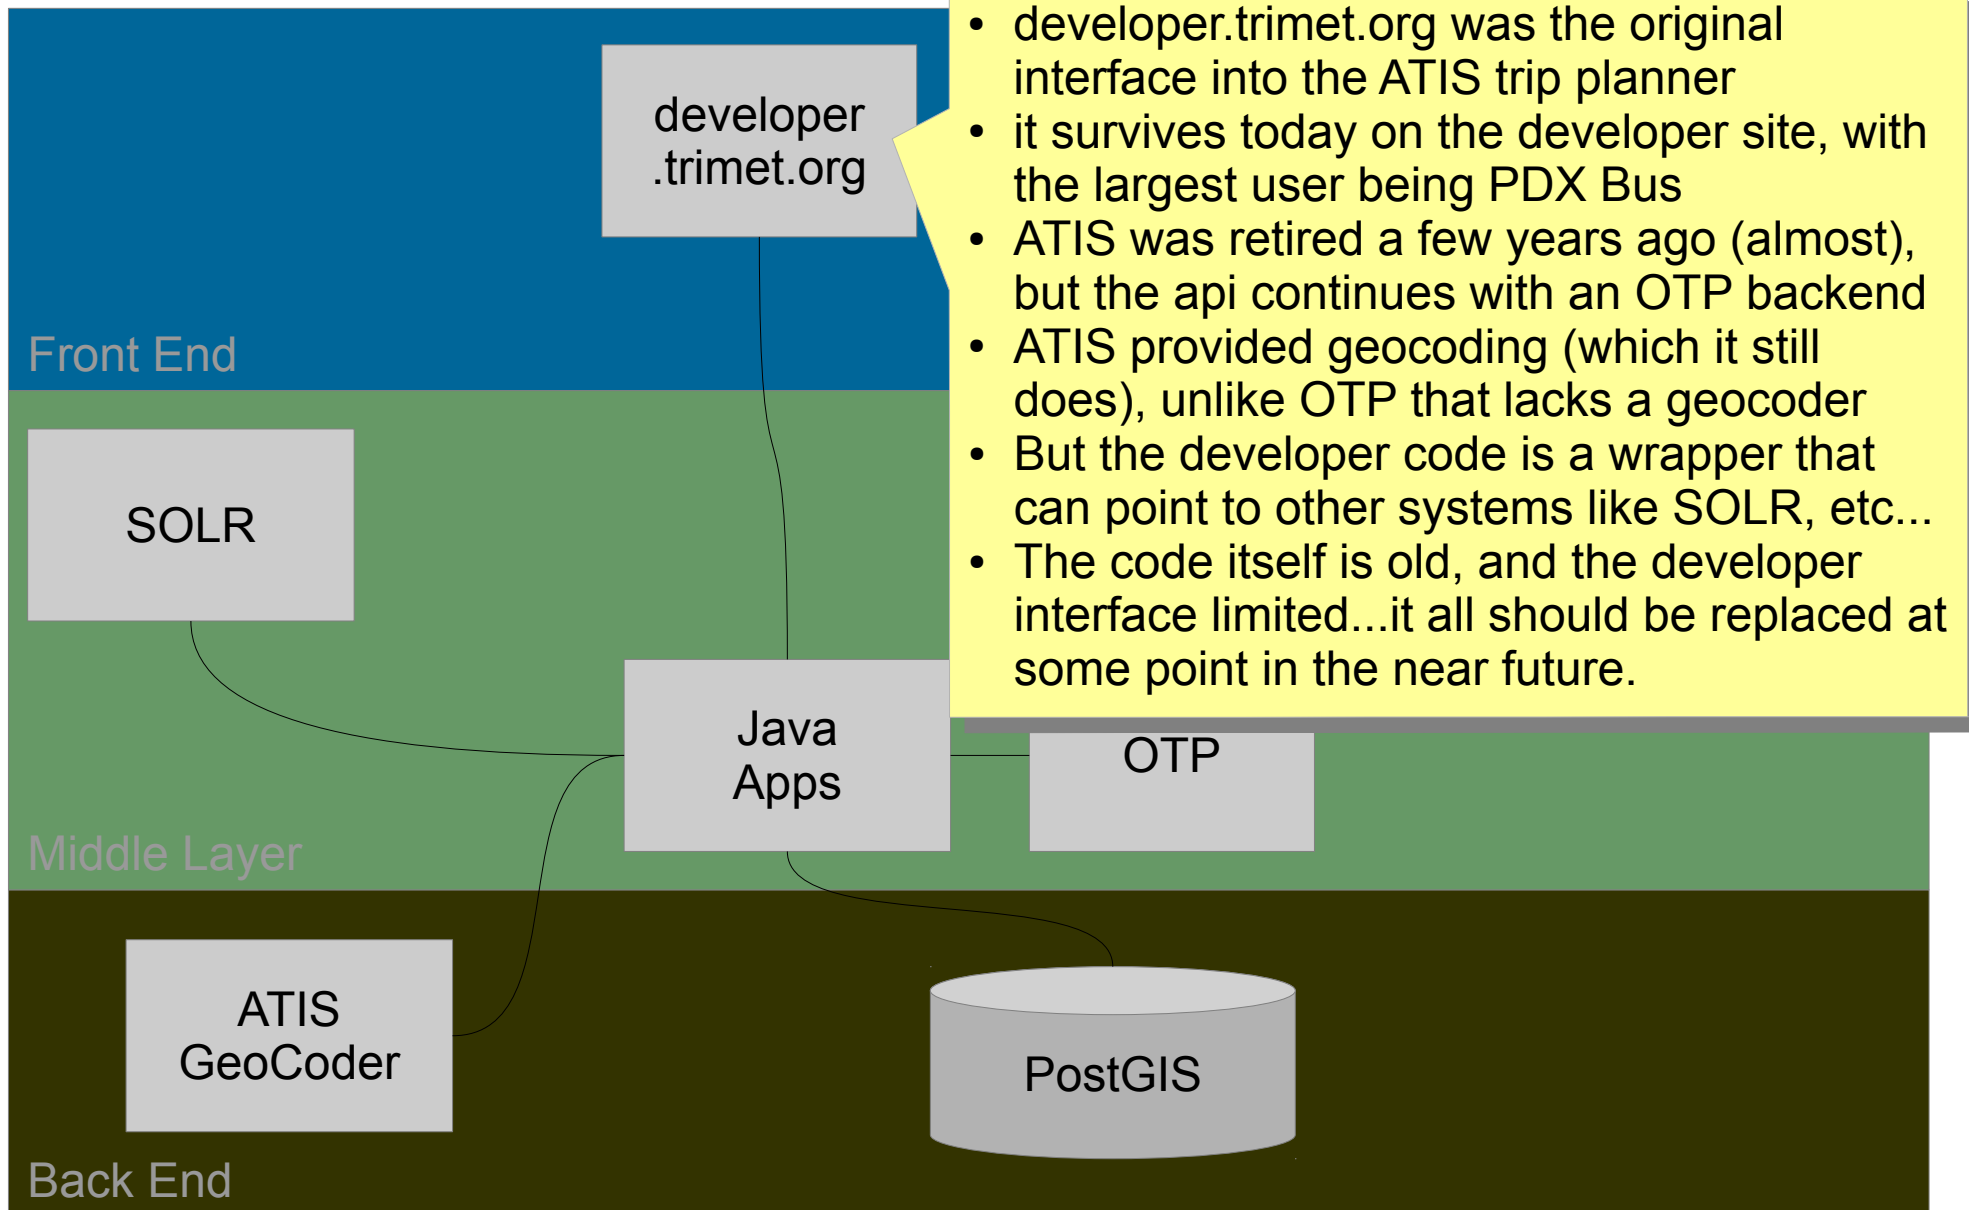 developer
.trimet.org
• developer.trimet.org was the original
interface into the ATIS trip planner
• it survives today on the developer site, with
the largest user being PDX Bus
• ATIS was retired a few years ago (almost),
but the api continues with an OTP backend
• ATIS provided geocoding (which it still
does), unlike OTP that lacks a geocoder
• But the developer code is a wrapper that
can point to other systems like SOLR, etc...
• The code itself is old, and the developer
interface limited...it all should be replaced at
some point in the near future.
Front End
SOLR
Java
Apps
OTP
Middle Layer
ATIS
GeoCoder
PostGIS
Back End